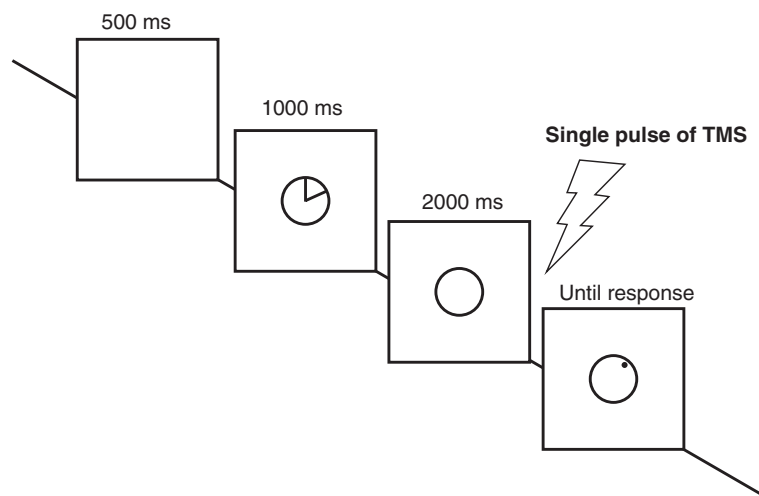 500 ms
1000 ms
Single pulse of TMS
2000 ms
Until response